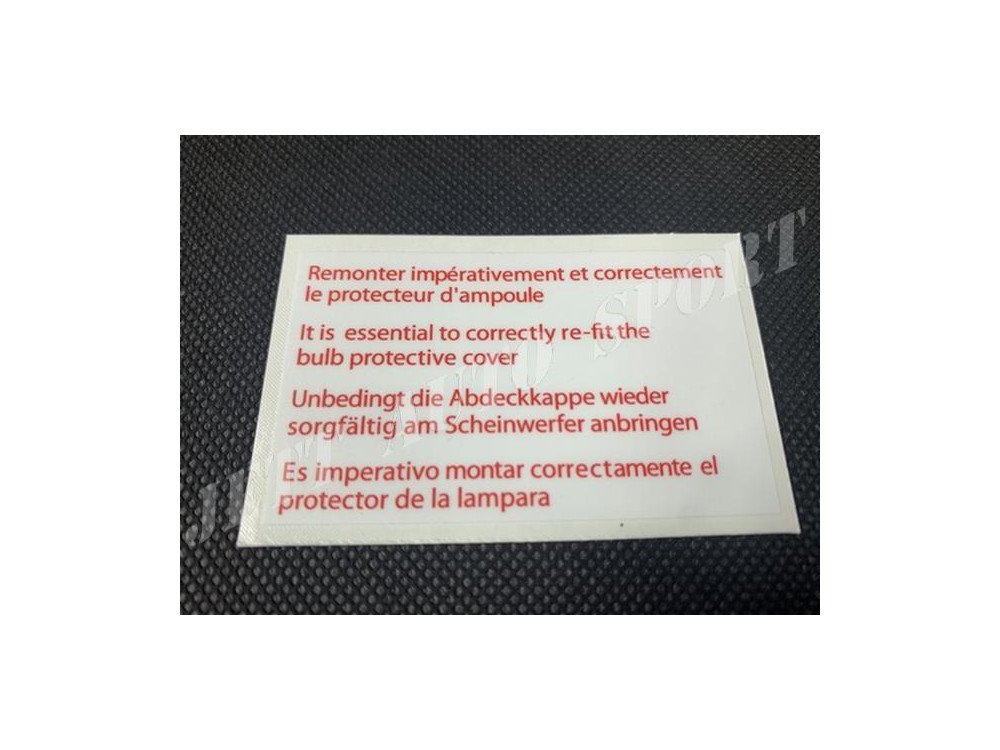 Remonter impérativement et correctement
le protecteur d'ampoule
It is essential to correctly re-fit the
bulb protective cover
Unbedingt die Abdeckkappe wieder
sorgfältig am Scheinwerfer anbringen
Es imperativo montar correctamente el
protector de la lampara